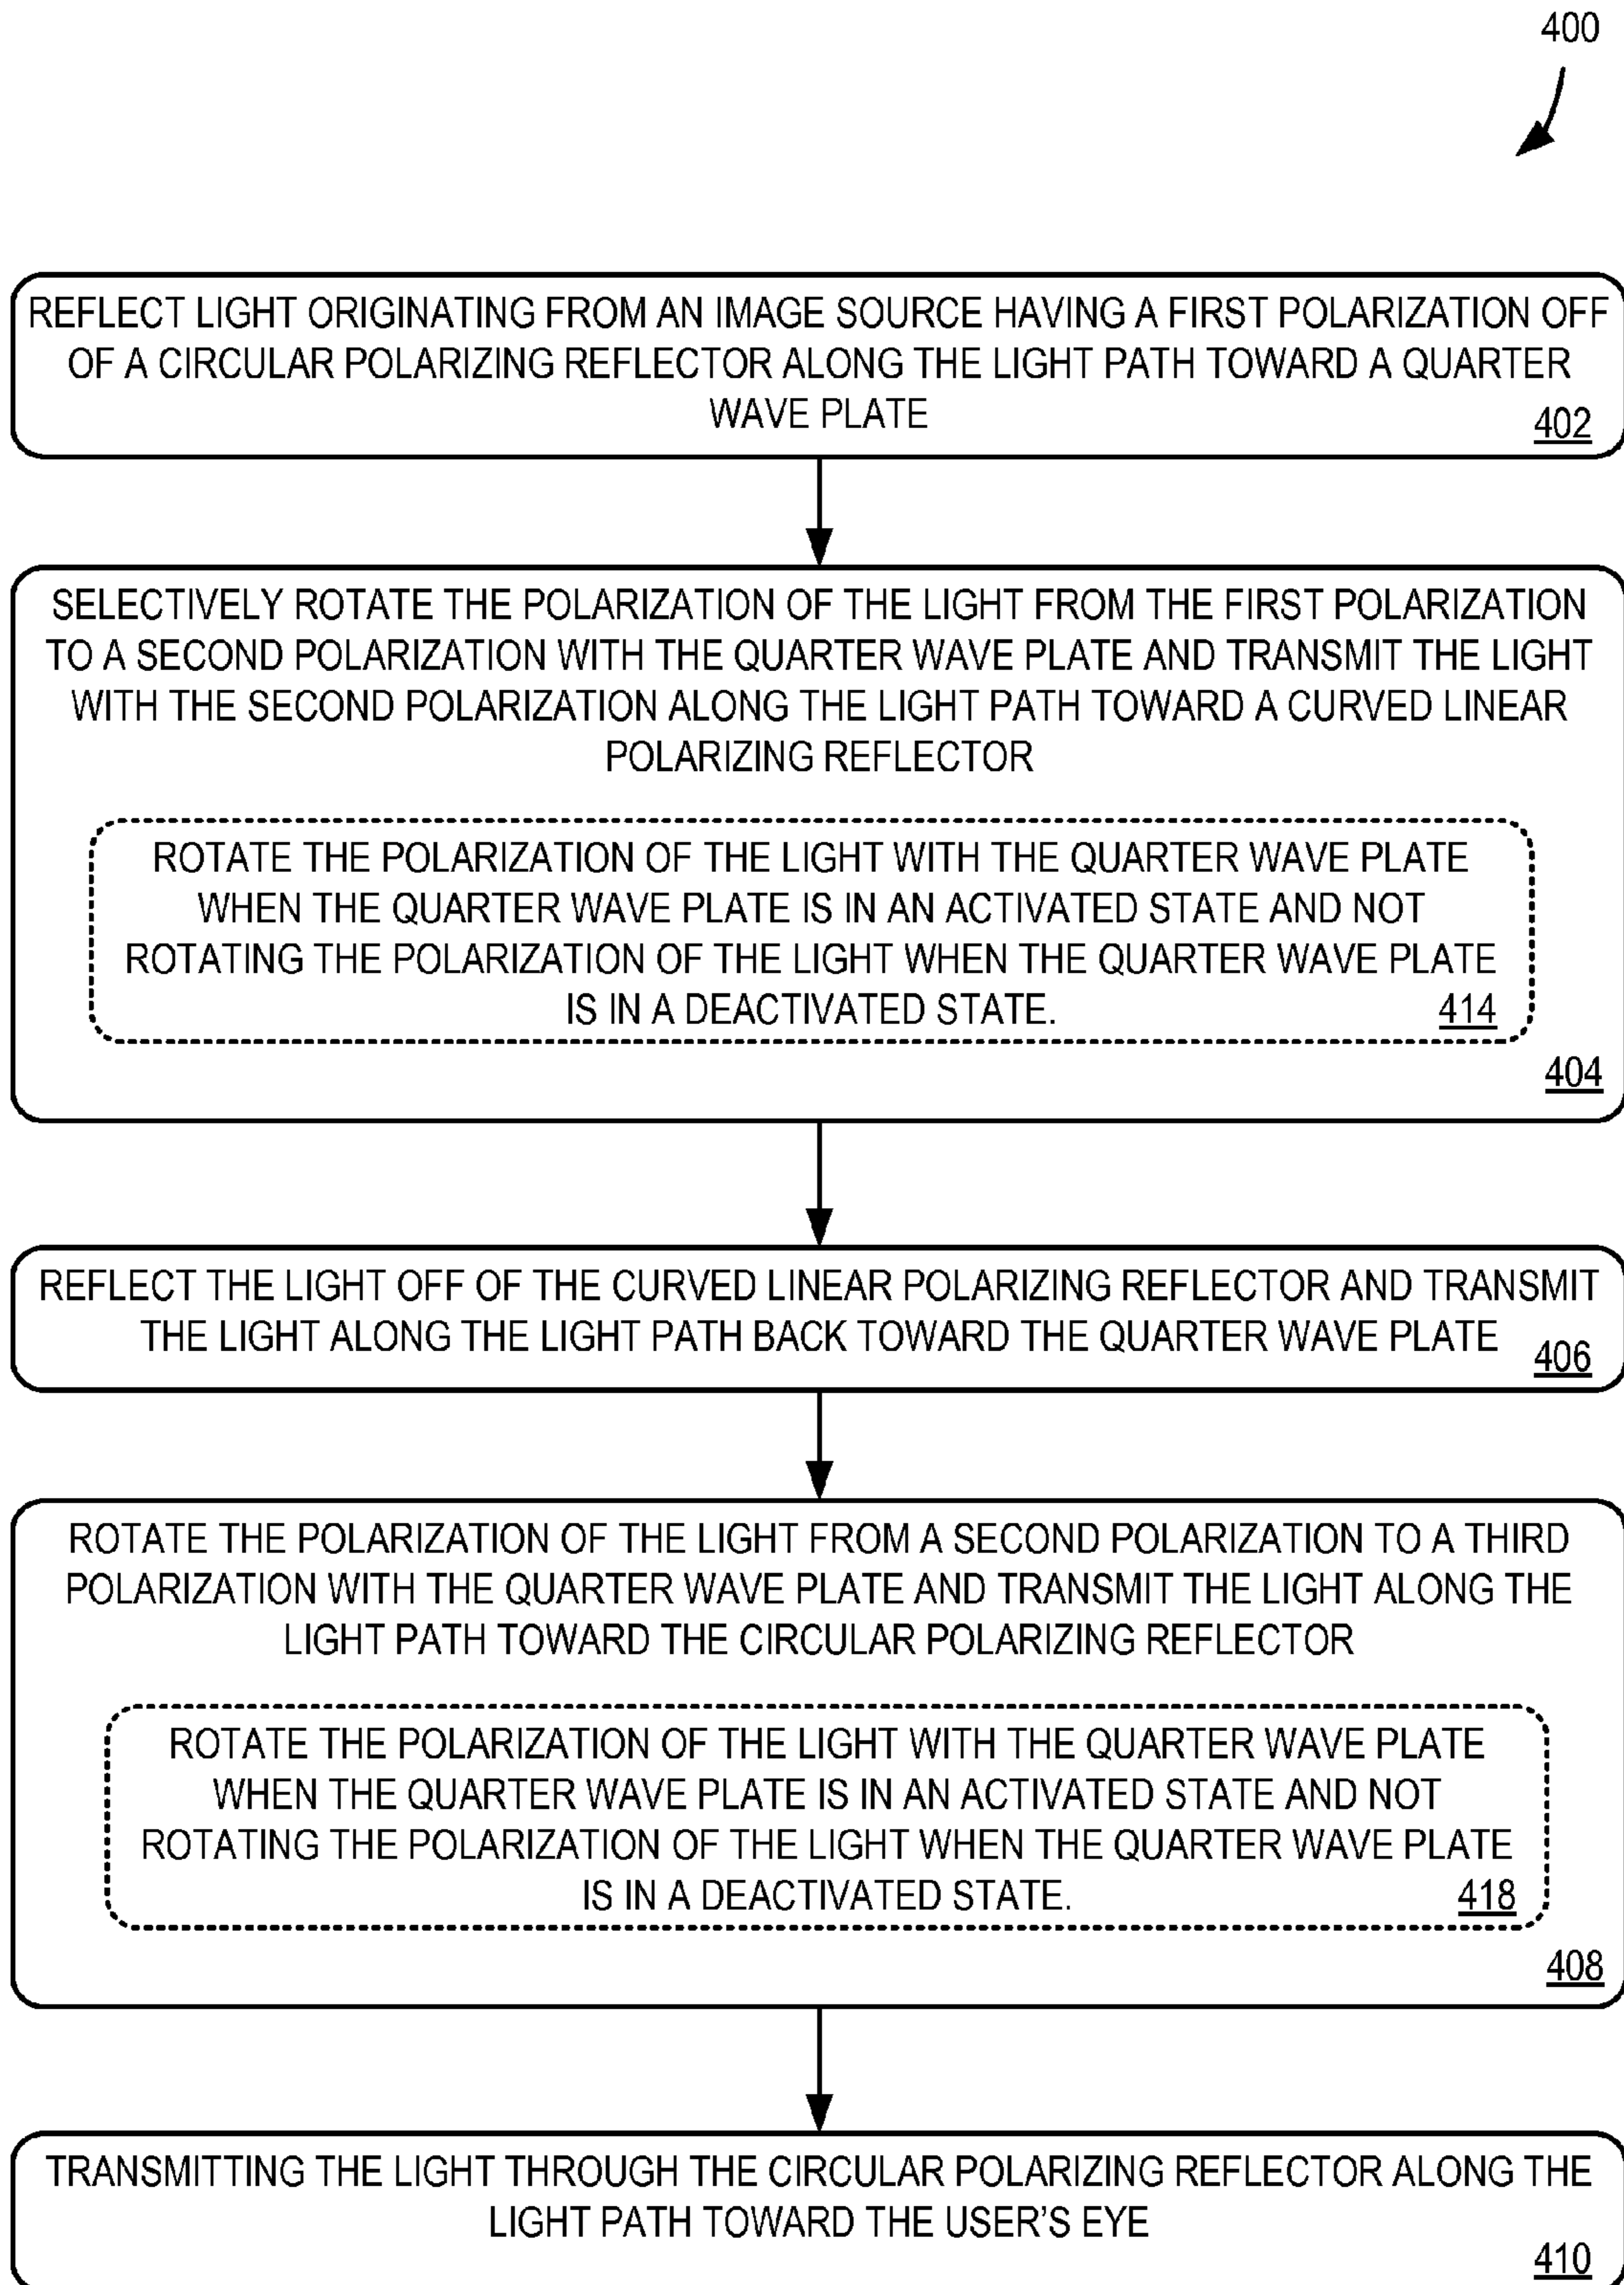 400
REFLECT LIGHT ORIGINATING FROM AN IMAGE SOURCE HAVING A FIRST POLARIZATION OFF
OF A CIRCULAR POLARIZING REFLECTOR ALONG THE LIGHT PATH TOWARD A QUARTER
WAVE PLATE
402
SELECTIVELY ROTATE THE POLARIZATION OF THE LIGHT FROM THE FIRST POLARIZATION
TO A SECOND POLARIZATION WITH THE QUARTER WAVE PLATE AND TRANSMIT THE LIGHT
WITH THE SECOND POLARIZATION ALONG THE LIGHT PATH TOWARD A CURVED LINEAR
POLARIZING REFLECTOR
ROTATE THE POLARIZATION OF THE LIGHT WITH THE QUARTER WAVE PLATE
WHEN THE QUARTER WAVE PLATE IS IN AN ACTIVATED STATE AND NOT
ROTATING THE POLARIZATION OF THE LIGHT WHEN THE QUARTER WAVE PLATE
IS IN A DEACTIVATED STATE.
414
404
REFLECT THE LIGHT OFF OF THE CURVED LINEAR POLARIZING REFLECTOR AND TRANSMIT
THE LIGHT ALONG THE LIGHT PATH BACK TOWARD THE QUARTER WAVE PLATE
406
ROTATE THE POLARIZATION OF THE LIGHT FROM A SECOND POLARIZATION TO A THIRD
POLARIZATION WITH THE QUARTER WAVE PLATE AND TRANSMIT THE LIGHT ALONG THE
LIGHT PATH TOWARD THE CIRCULAR POLARIZING REFLECTOR
ROTATE THE POLARIZATION OF THE LIGHT WITH THE QUARTER WAVE PLATE
WHEN THE QUARTER WAVE PLATE IS IN AN ACTIVATED STATE AND NOT
ROTATING THE POLARIZATION OF THE LIGHT WHEN THE QUARTER WAVE PLATE
IS IN A DEACTIVATED STATE.
418
408
TRANSMITTING THE LIGHT THROUGH THE CIRCULAR POLARIZING REFLECTOR ALONG THE
LIGHT PATH TOWARD THE USER'S EYE
410